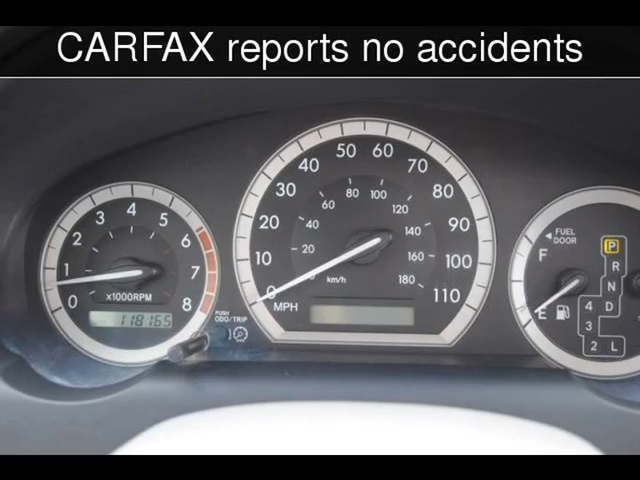 CARFAX reports no accidents
0 1 2 3 4 5 6 7 8
x1000RPM
118165
PUSH
ODO/TRIP
0 10 20 30 40 50 60 70 80 90 100 110
20 40 60 80 100 120 140 160 180
km/h
MPH
FUEL
DOOR
F
E
P
R
N
4 D
3
2 L